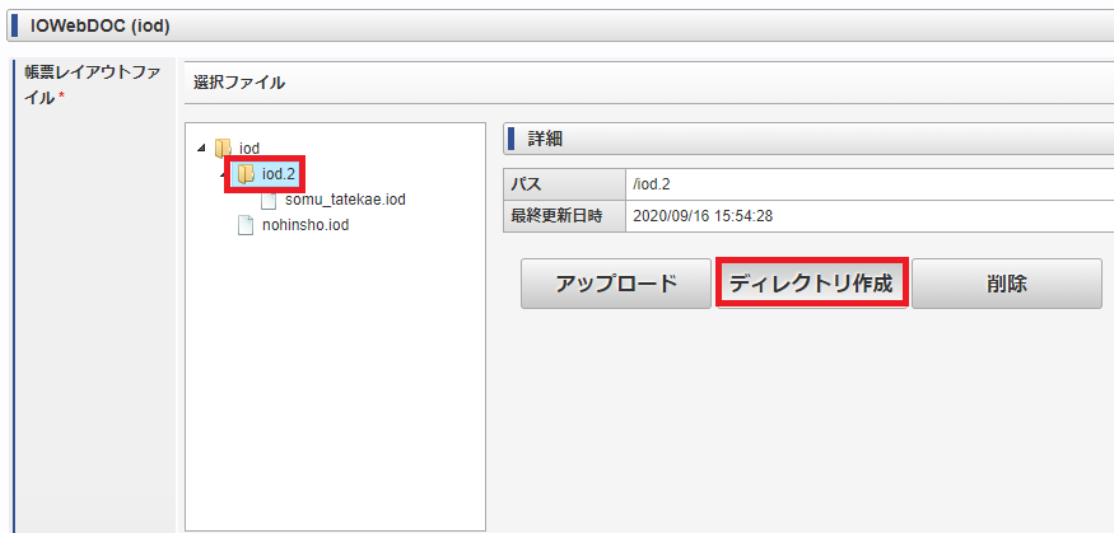 IOWebDOC (iod)
帳票レイアウトファ
イル*
選択ファイル
iod
iod.2
somu_tatekae.iod
nohinsho.iod
詳細
パス /iod.2
最終更新日時 2020/09/16 15:54:28
アップロード ディレクトリ作成 削除